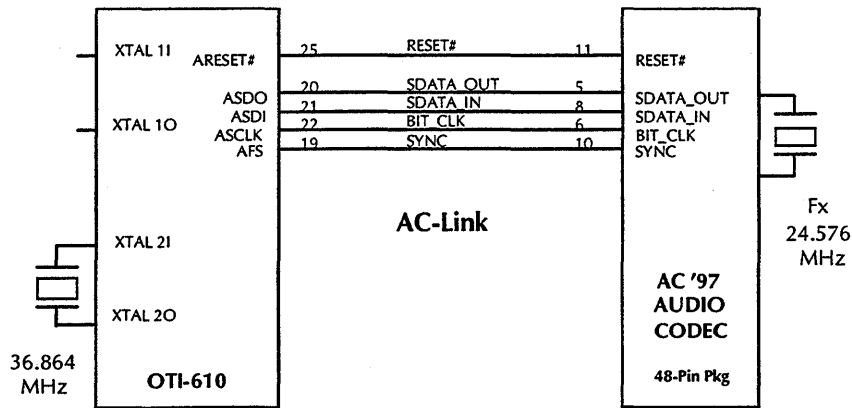 XTAL 1I
ARESET#
25
RESET#
11
RESET#
20
SDATA_OUT
5
ASDO
SDATA_OUT
21
SDATA_IN
8
ASDI
SDATA_IN
XTAL 1O
22
BIT_CLK
6
ASCLK
BIT_CLK
19
SYNC
10
AFS
SYNC
AC-Link
Fx
24.576
MHz
XTAL 2I
XTAL 2O
AC '97
AUDIO
CODEC
36.864
MHz
OTI-610
48-Pin Pkg